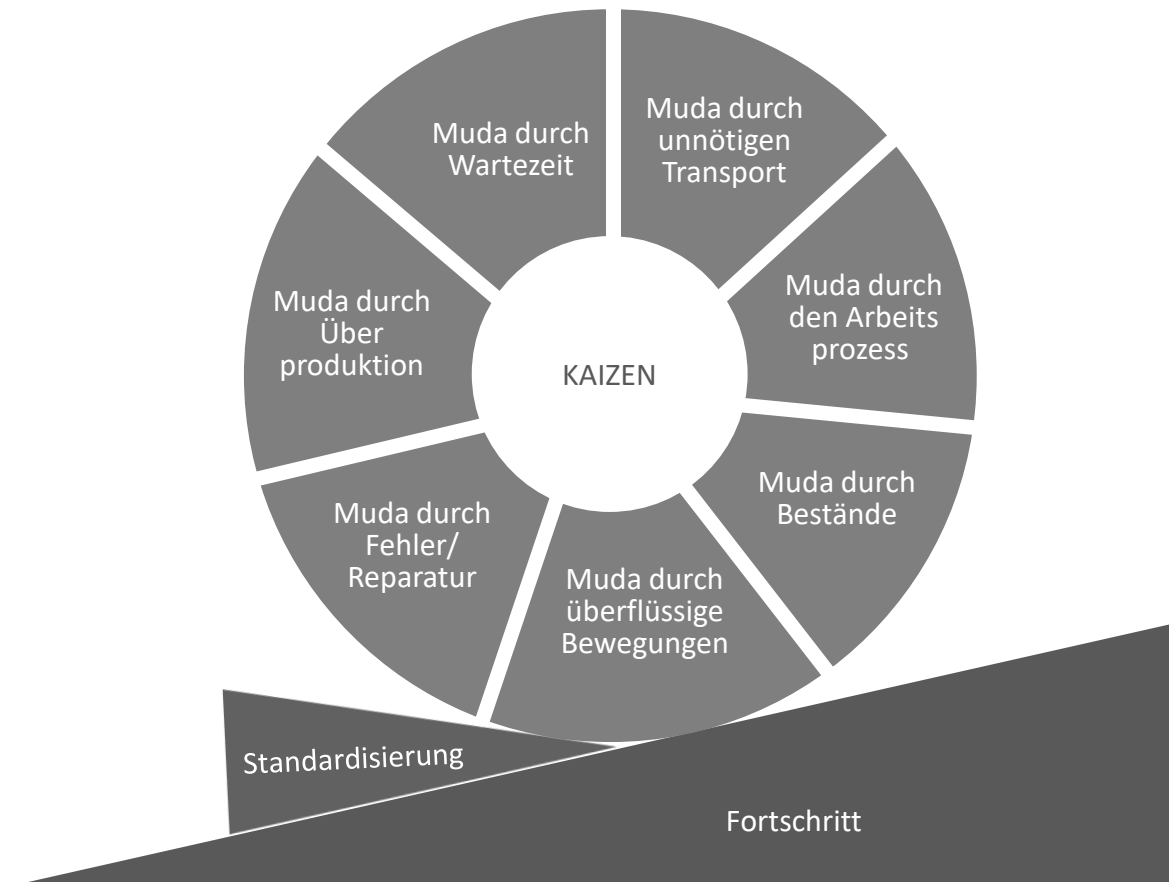 Muda durch
Wartezeit
Muda durch
unnötigen
Transport
Muda durch
den Arbeits
prozess
Muda durch
Bestände
Muda durch
überflüssige
Bewegungen
Muda durch
Fehler/
Reparatur
Muda durch
Über
produktion
KAIZEN
Standardisierung
Fortschritt